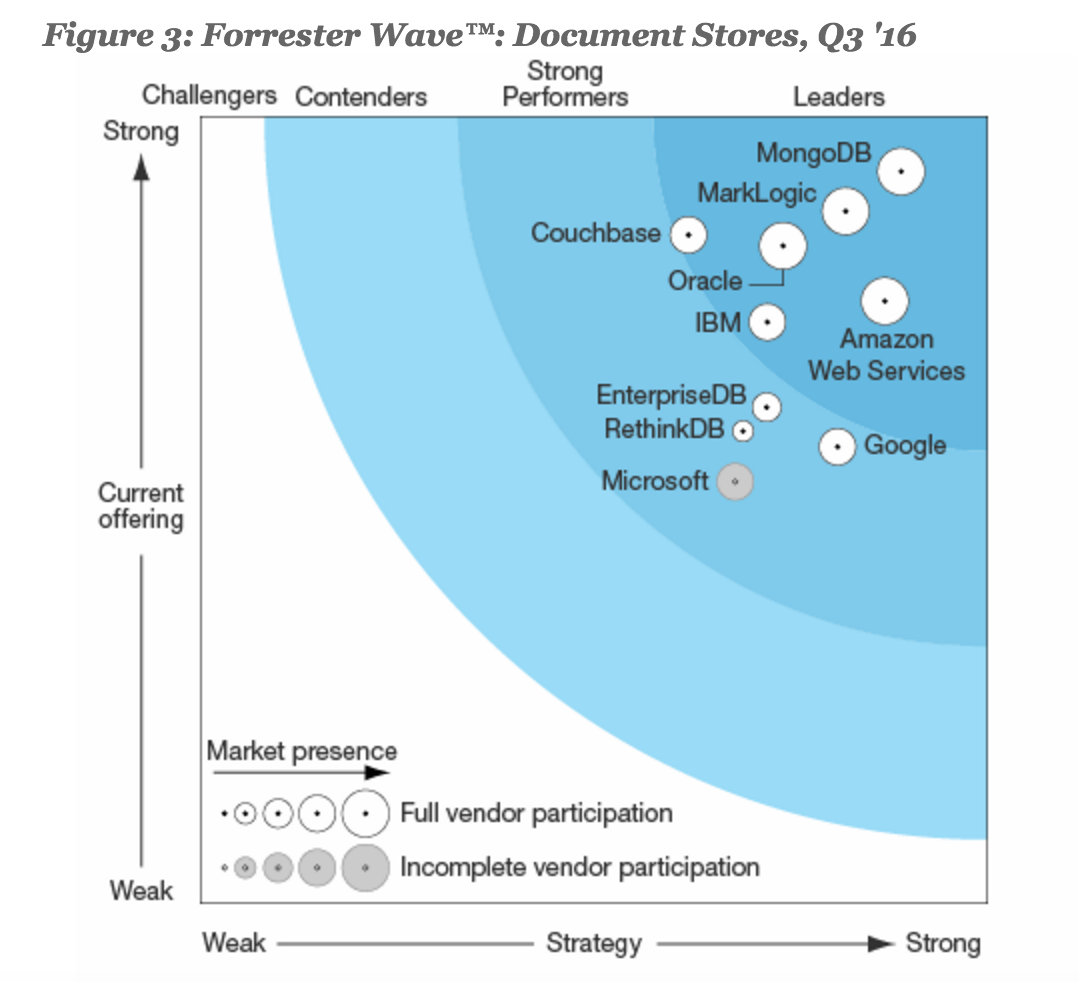 Figure 3: Forrester Wave™: Document Stores, Q3 '16
Challengers
Contenders
Strong
Performers
Leaders
Strong
MongoDB
MarkLogic
Couchbase
Oracle
IBM
Amazon
Web Services
EnterpriseDB
RethinkDB
Google
Microsoft
Current
offering
Market presence
Full vendor participation
Incomplete vendor participation
Weak
Weak
Strategy
Strong